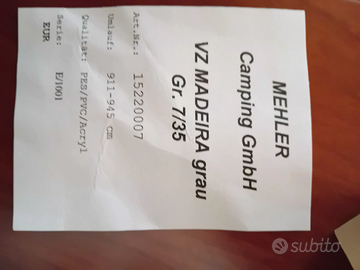 MEHLER
Camping GmbH
VZ MADEIRA grau
Gr. 7/35
Art.Nr.: 15220007
Umlauf: 911-945 cm
Qualität: PES/PVC/Acryl
Serie: E/1001
EUR
subito